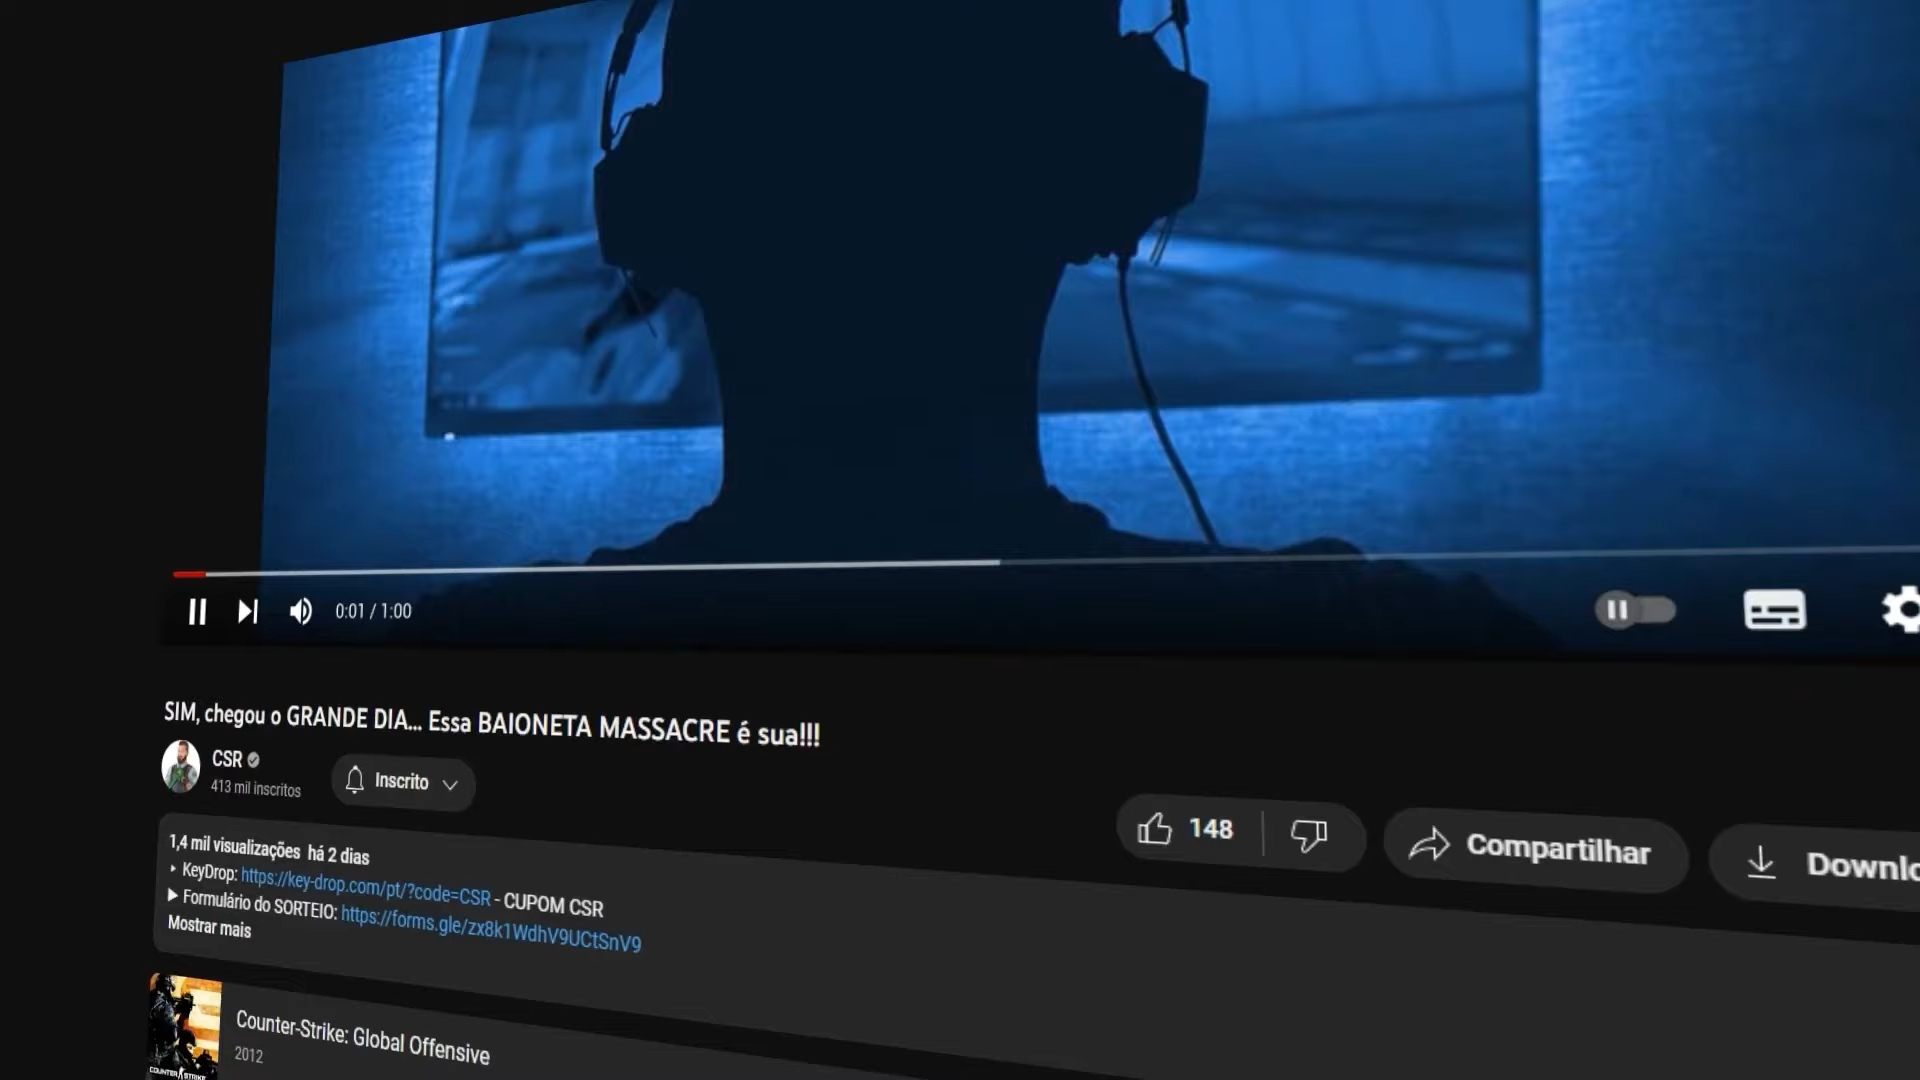 0:01 / 1:00
SIM, chegou o GRANDE DIA... Essa BAIONETA MASSACRE é sua!!!
CSR
413 mil inscritos
Inscrito
148
Compartilhar
Downlo
1,4 mil visualizações há 2 dias
‣ KeyDrop: https://key-drop.com/pt/?code=CSR - CUPOM CSR
► Formulário do SORTEIO: https://forms.gle/zx8k1WdhV9UCtSnV9
Mostrar mais
Counter-Strike: Global Offensive
2012
COUNTER STRIKE